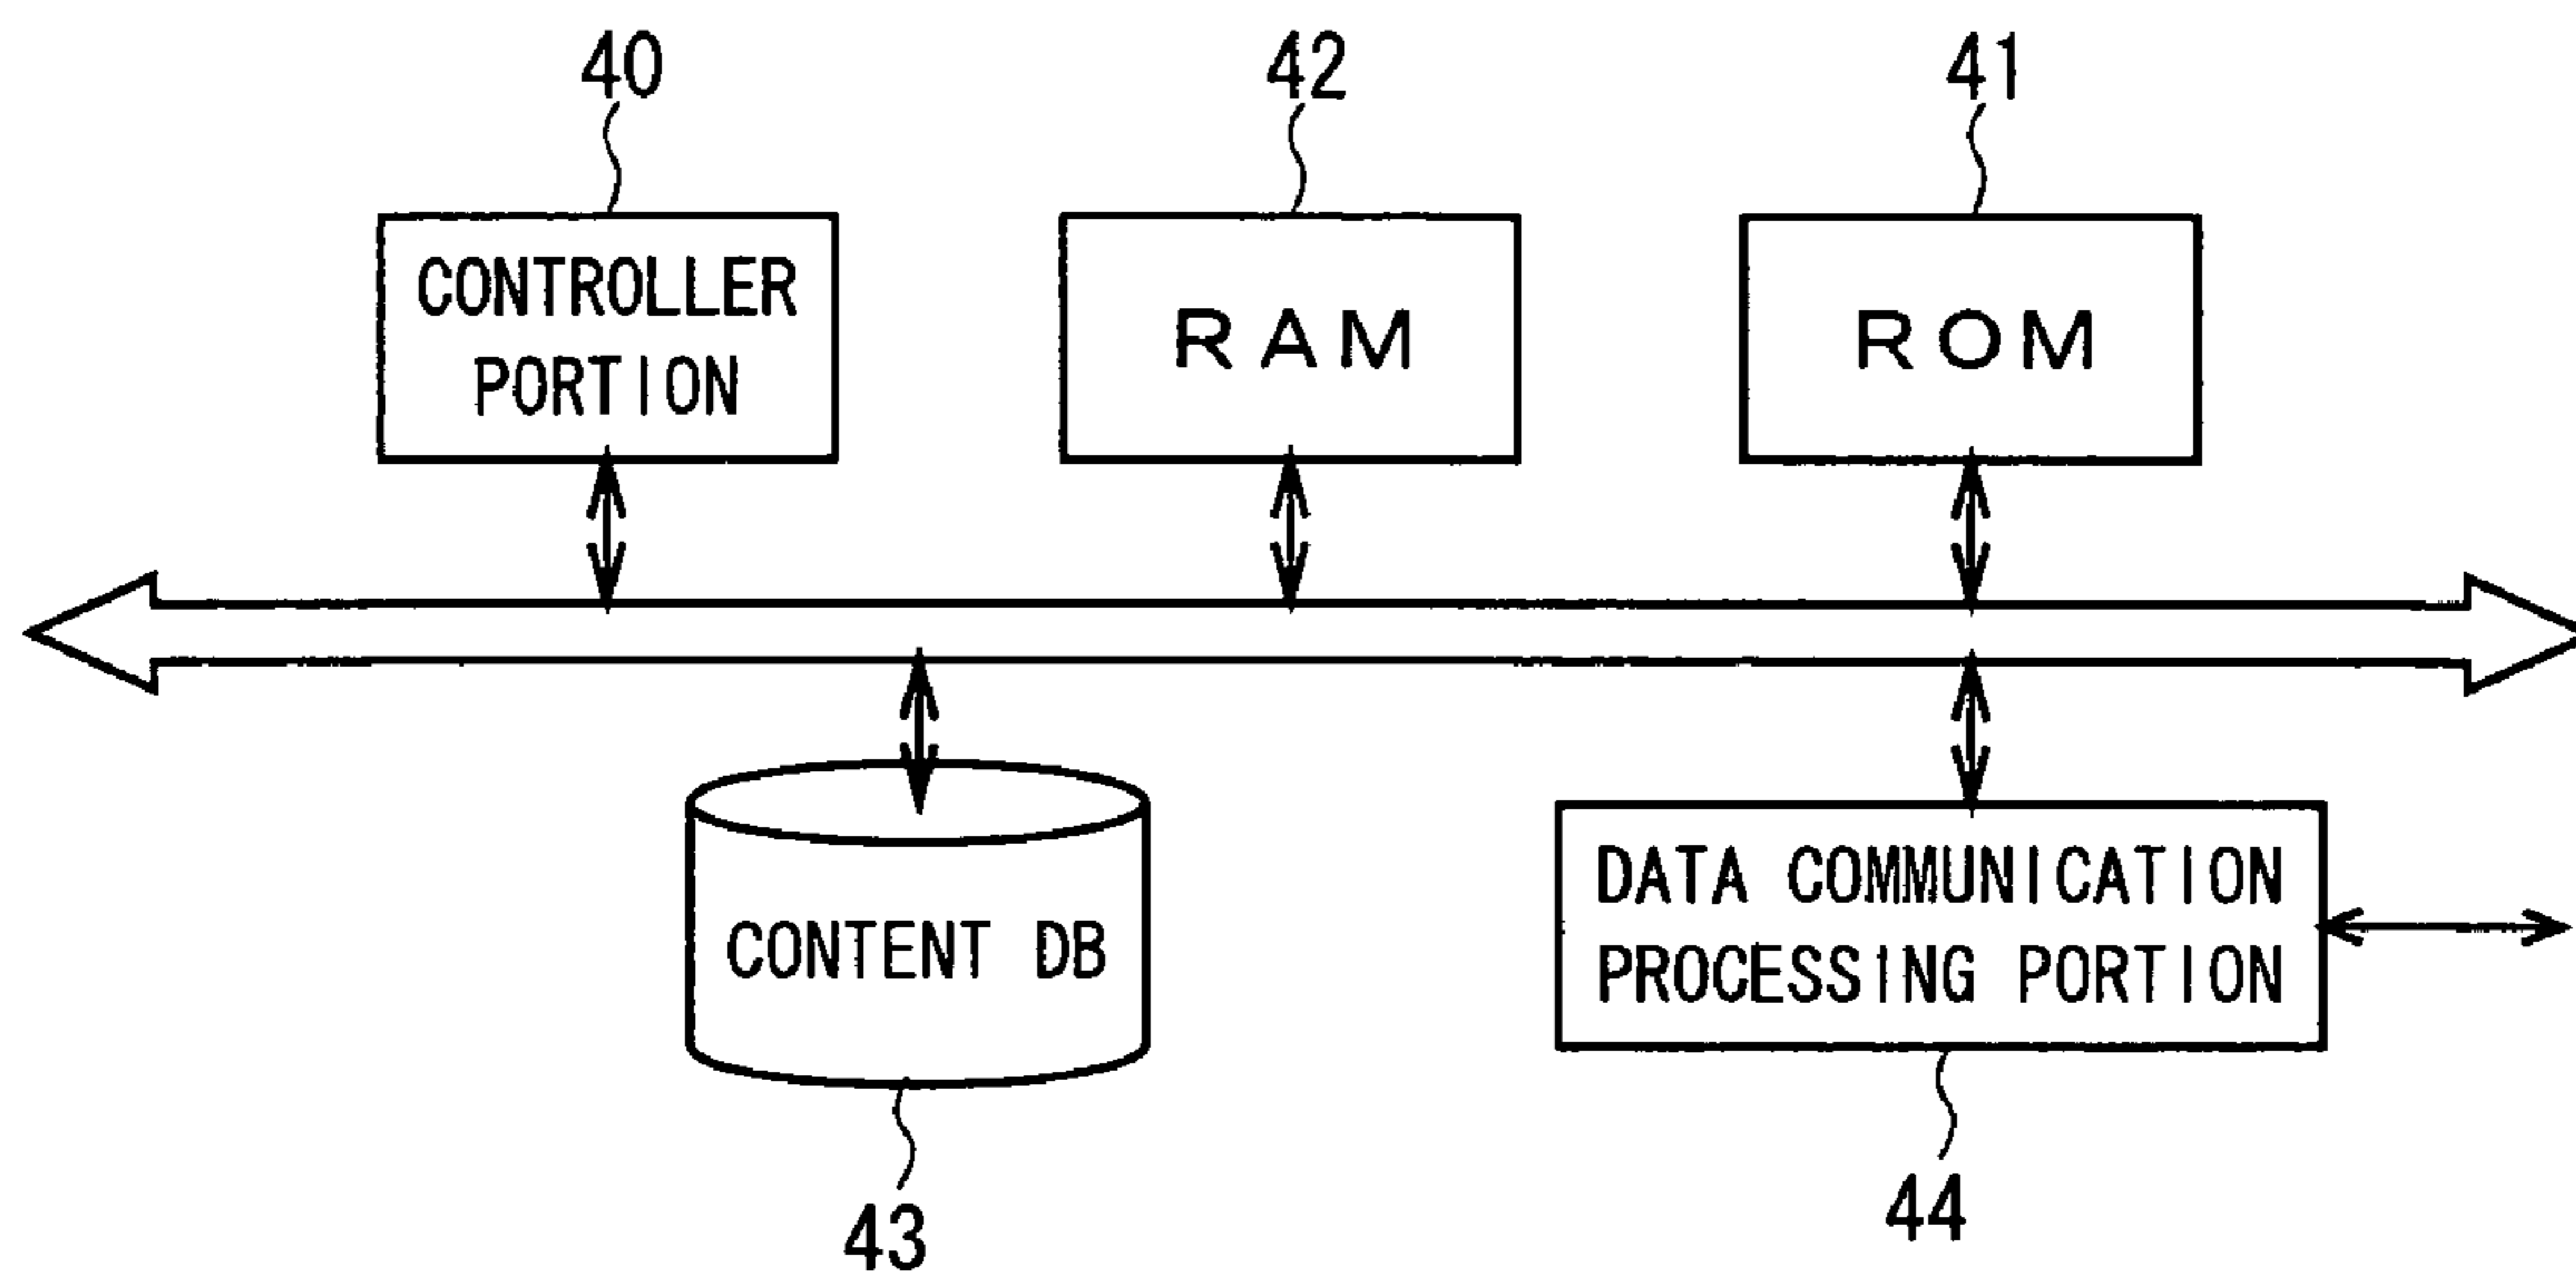 40
42
41
CONTROLLER
PORTION
RAM
ROM
CONTENT DB
DATA COMMUNICATION
PROCESSING PORTION
43
44